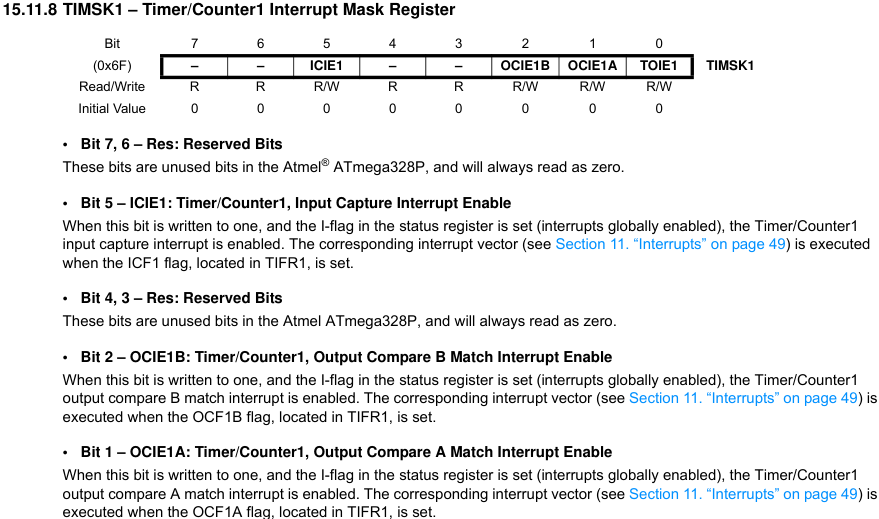 15.11.8 TIMSK1 – Timer/Counter1 Interrupt Mask Register
Bit 7 6 5 4 3 2 1 0
(0x6F) – – ICIE1 – – OCIE1B OCIE1A TOIE1 TIMSK1
Read/Write R R R/W R R R/W R/W R/W
Initial Value 0 0 0 0 0 0 0 0
• Bit 7, 6 – Res: Reserved Bits
These bits are unused bits in the Atmel® ATmega328P, and will always read as zero.
• Bit 5 – ICIE1: Timer/Counter1, Input Capture Interrupt Enable
When this bit is written to one, and the I-flag in the status register is set (interrupts globally enabled), the Timer/Counter1
input capture interrupt is enabled. The corresponding interrupt vector (see Section 11. “Interrupts” on page 49) is executed
when the ICF1 flag, located in TIFR1, is set.
• Bit 4, 3 – Res: Reserved Bits
These bits are unused bits in the Atmel ATmega328P, and will always read as zero.
• Bit 2 – OCIE1B: Timer/Counter1, Output Compare B Match Interrupt Enable
When this bit is written to one, and the I-flag in the status register is set (interrupts globally enabled), the Timer/Counter1
output compare B match interrupt is enabled. The corresponding interrupt vector (see Section 11. “Interrupts” on page 49) is
executed when the OCF1B flag, located in TIFR1, is set.
• Bit 1 – OCIE1A: Timer/Counter1, Output Compare A Match Interrupt Enable
When this bit is written to one, and the I-flag in the status register is set (interrupts globally enabled), the Timer/Counter1
output compare A match interrupt is enabled. The corresponding interrupt vector (see Section 11. “Interrupts” on page 49) is
executed when the OCF1A flag, located in TIFR1, is set.